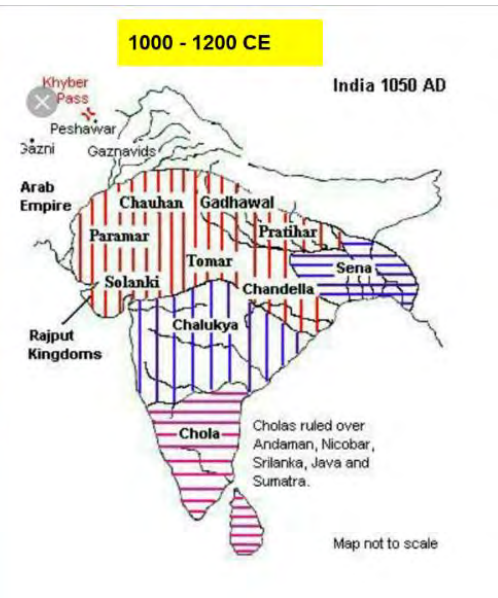 1000 - 1200 CE
India 1050 AD
Khyber
Pass
Peshawar
Gazni
Gaznavids
Arab
Empire
Chauhan
Gadhawal
Paramar
Pratihar
Tomar
Sena
Solanki
Chandella
Rajput
Kingdoms
Chalukya
Chola
Cholas ruled over
Andaman, Nicobar,
Srilanka, Java and
Sumatra.
Map not to scale